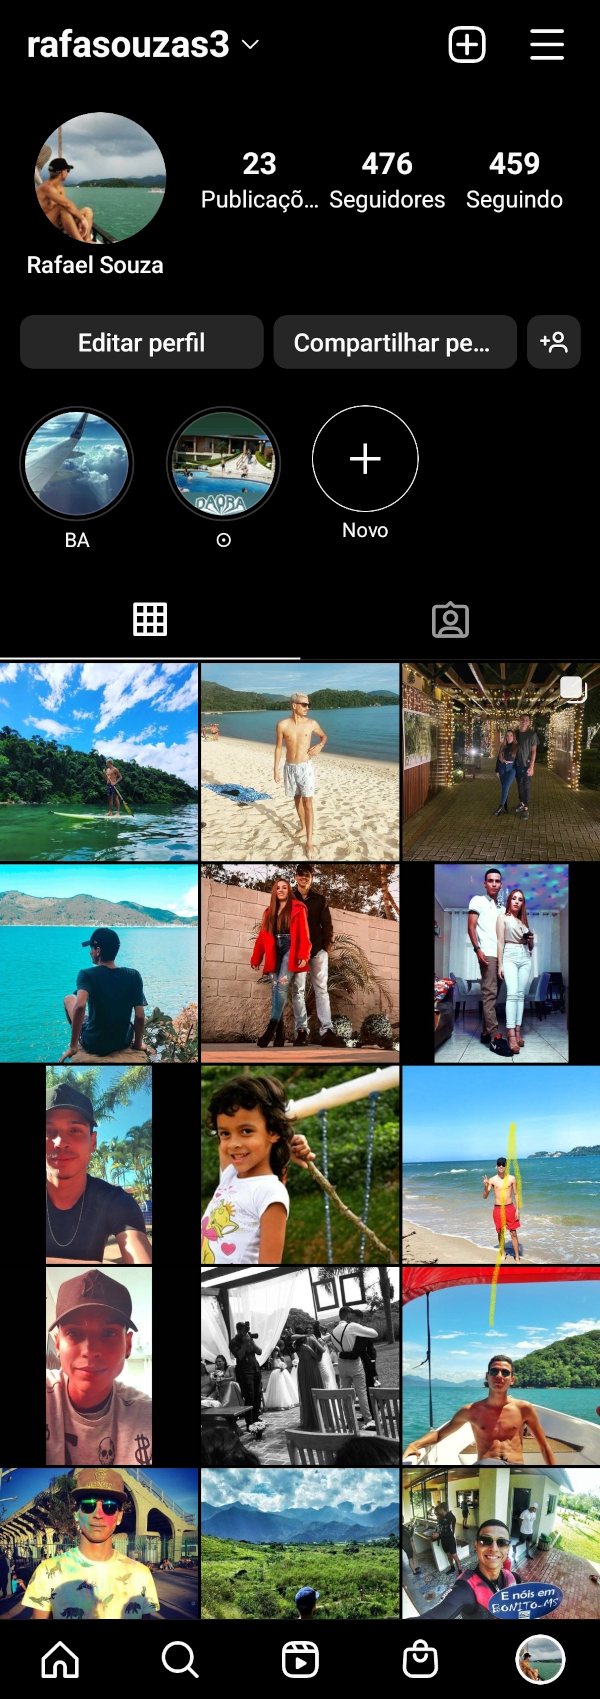 rafasouzas3
23
476
459
Publicaçõ...
Seguidores
Seguindo
Rafael Souza
Editar perfil
Compartilhar pe...
DAORA
BA
Novo
$
$
E nóis em
BONITO-MS